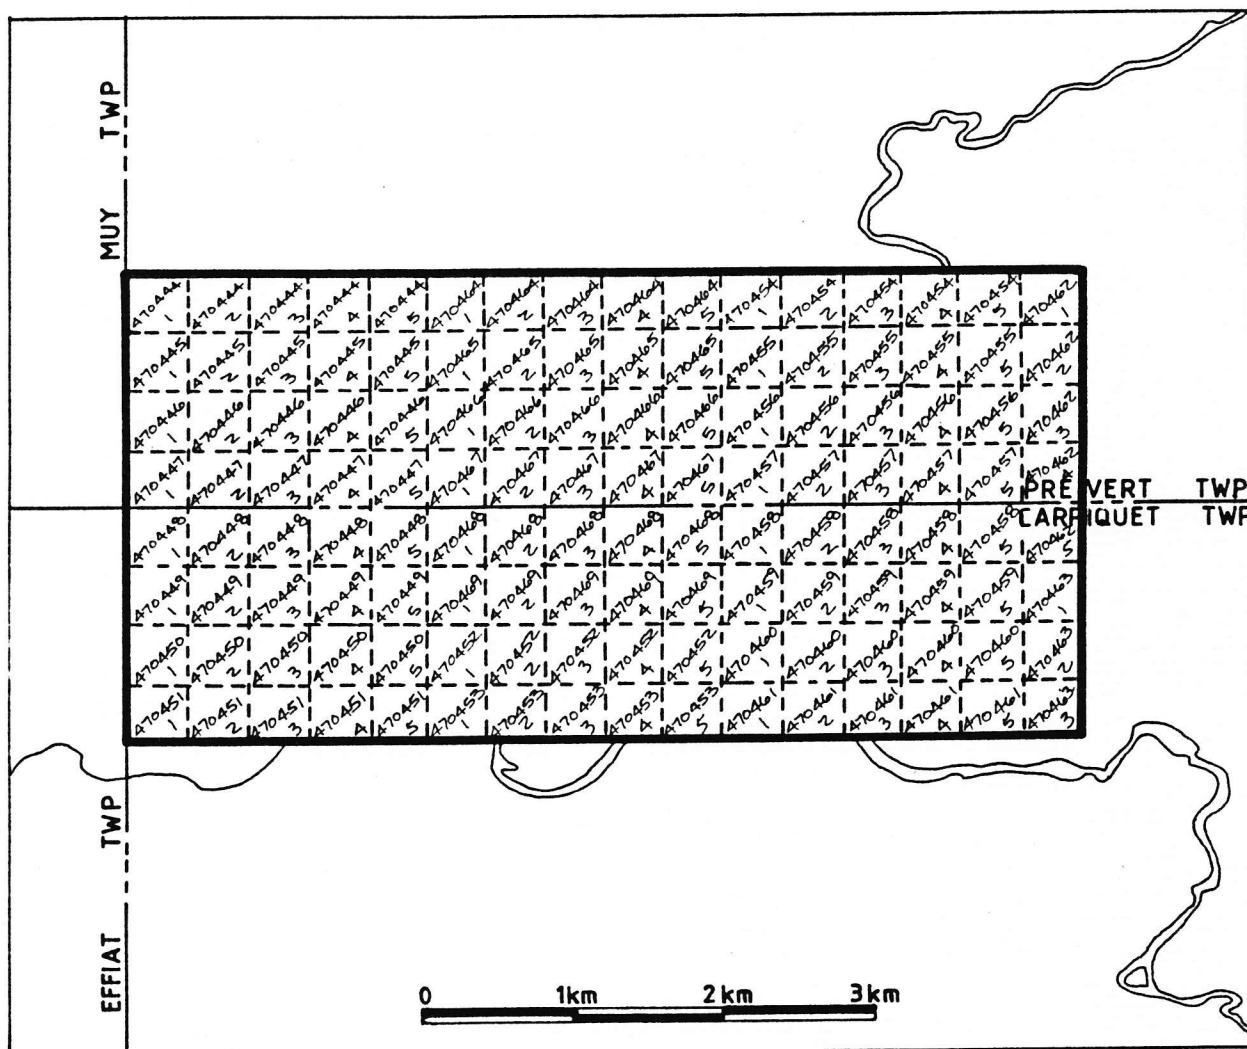 MUY TWP
470444 1 470444 2 470444 3 470444 4 470444 5 470464 1 470464 2 470464 3 470464 4 470464 5 470454 1 470454 2 470454 3 470454 4 470454 5 470462 1
470445 1 470445 2 470445 3 470445 4 470445 5 470465 1 470465 2 470465 3 470465 4 470465 5 470455 1 470455 2 470455 3 470455 4 470455 5 470462 2
470446 1 470446 2 470446 3 470446 4 470446 5 470466 1 470466 2 470466 3 470466 4 470466 5 470456 1 470456 2 470456 3 470456 4 470456 5 470462 3
470447 1 470447 2 470447 3 470447 4 470447 5 470467 1 470467 2 470467 3 470467 4 470467 5 470457 1 470457 2 470457 3 470457 4 470457 5 470462 4
PREVERT TWP
CARPIQUET TWP
470448 1 470448 2 470448 3 470448 4 470448 5 470468 1 470468 2 470468 3 470468 4 470468 5 470458 1 470458 2 470458 3 470458 4 470458 5 470462 5
470449 1 470449 2 470449 3 470449 4 470449 5 470469 1 470469 2 470469 3 470469 4 470469 5 470459 1 470459 2 470459 3 470459 4 470459 5 470463 1
470450 1 470450 2 470450 3 470450 4 470450 5 470452 1 470452 2 470452 3 470452 4 470452 5 470460 1 470460 2 470460 3 470460 4 470460 5 470463 2
470451 1 470451 2 470451 3 470451 4 470451 5 470453 1 470453 2 470453 3 470453 4 470453 5 470461 1 470461 2 470461 3 470461 4 470461 5 470463 3
EFFIAT TWP
0 1km 2km 3km